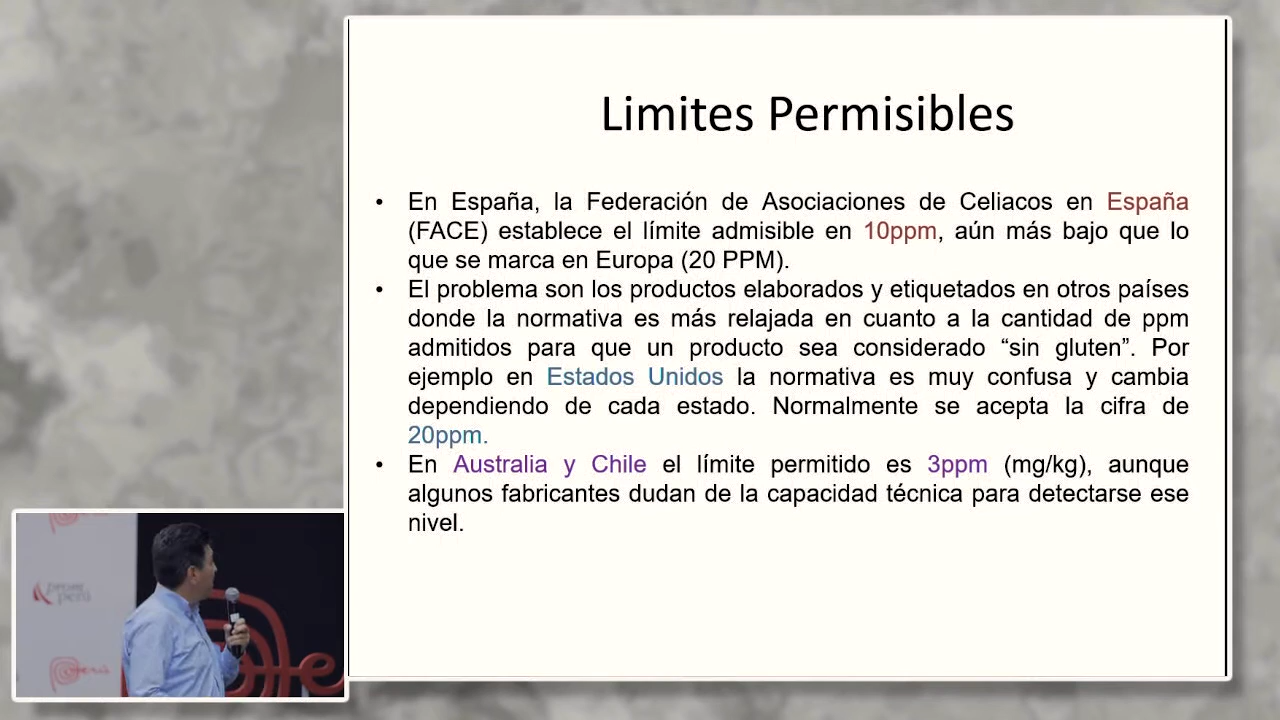 Limites Permisibles
• En España, la Federación de Asociaciones de Celiacos en España
(FACE) establece el límite admisible en 10ppm, aún más bajo que lo
que se marca en Europa (20 PPM).
• El problema son los productos elaborados y etiquetados en otros países
donde la normativa es más relajada en cuanto a la cantidad de ppm
admitidos para que un producto sea considerado “sin gluten”. Por
ejemplo en Estados Unidos la normativa es muy confusa y cambia
dependiendo de cada estado. Normalmente se acepta la cifra de
20ppm.
• En Australia y Chile el límite permitido es 3ppm (mg/kg), aunque
algunos fabricantes dudan de la capacidad técnica para detectarse ese
nivel.
prom
perú